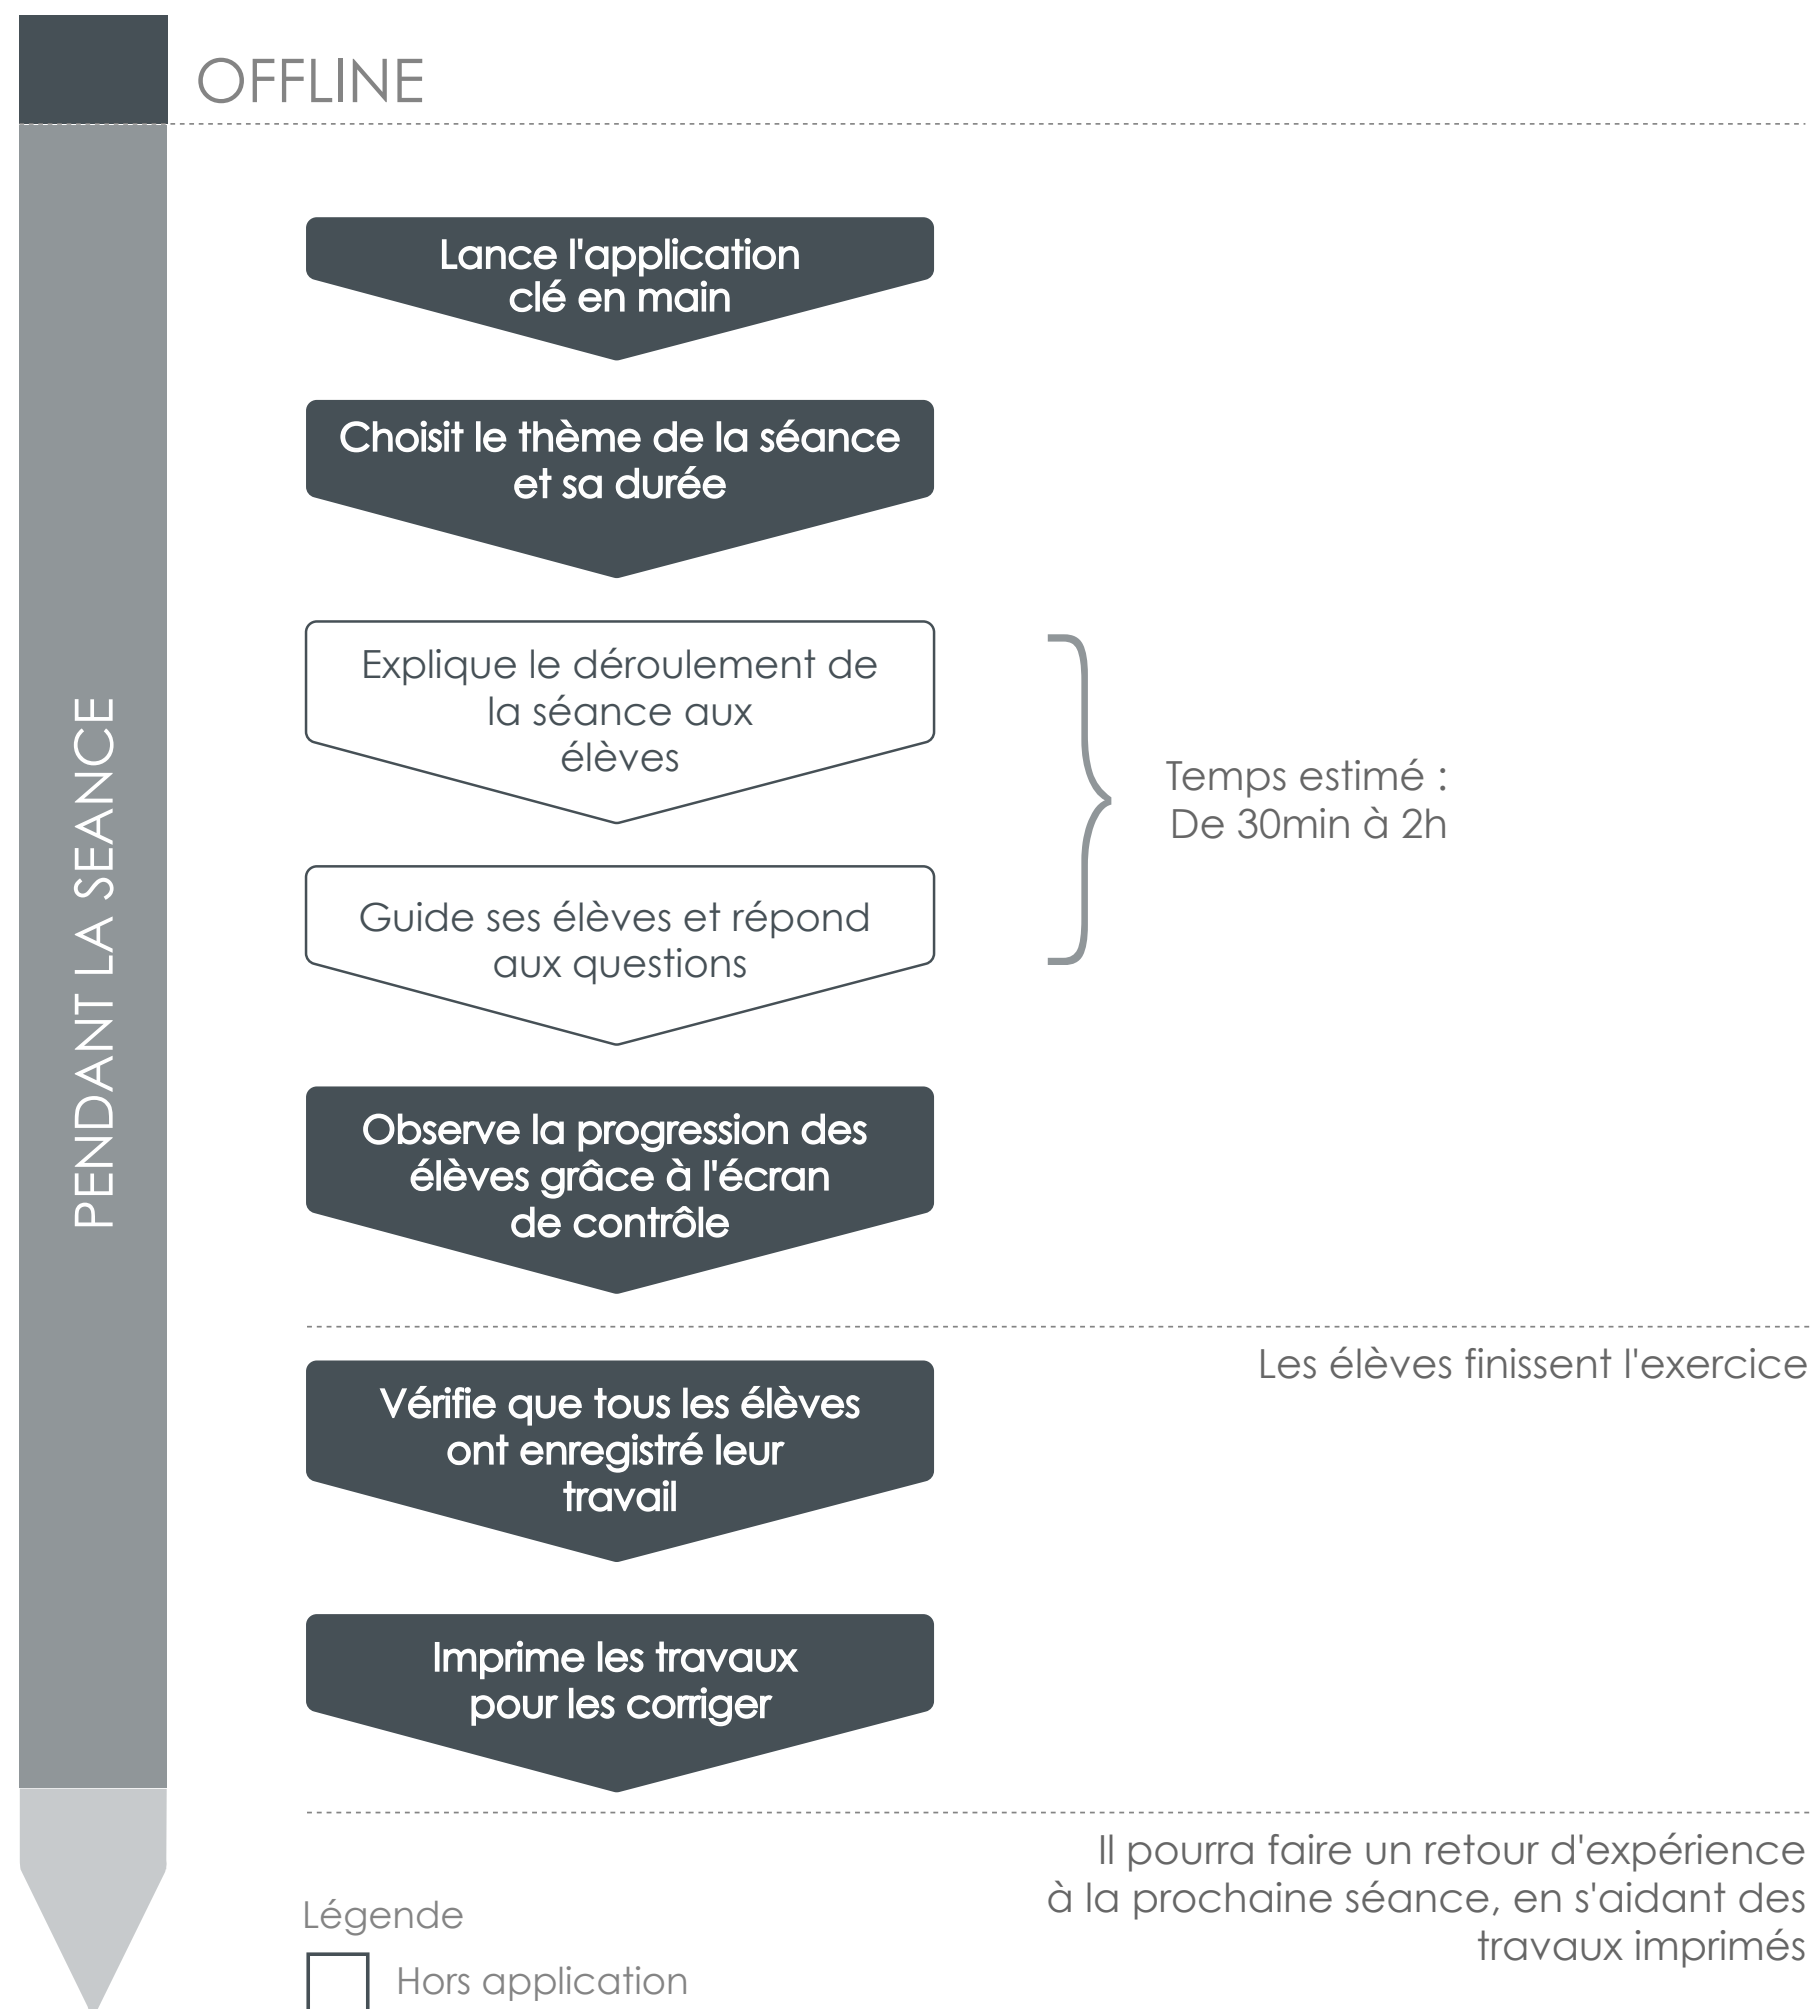 OFFLINE
PENDANT LA SEANCE
Lance l'application
clé en main
Choisit le thème de la séance
et sa durée
Explique le déroulement de
la séance aux
élèves
Temps estimé :
De 30min à 2h
Guide ses élèves et répond
aux questions
Observe la progression des
élèves grâce à l'écran
de contrôle
Les élèves finissent l'exercice
Vérifie que tous les élèves
ont enregistré leur
travail
Imprime les travaux
pour les corriger
Il pourra faire un retour d'expérience
à la prochaine séance, en s'aidant des
travaux imprimés
Légende
Hors application